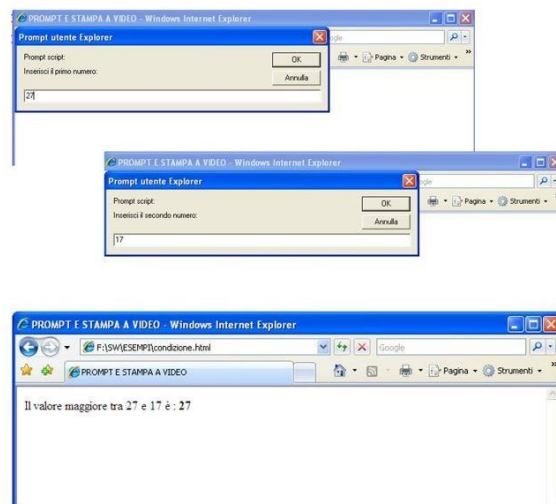 PROMPT E STAMPA A VIDEO - Windows Internet Explorer
Prompt utente Explorer
Prompt script:
Inserisci il primo numero:
OK
Annulla
27
Pagina
Strumenti
PROMPT E STAMPA A VIDEO - Windows Internet Explorer
Prompt utente Explorer
Prompt script:
Inserisci il secondo numero:
OK
Annulla
17
Pagina
Strumenti
PROMPT E STAMPA A VIDEO - Windows Internet Explorer
F:\SW\ESEMPI\condizione.html
Google
PROMPT E STAMPA A VIDEO
Pagina
Strumenti
Il valore maggiore tra 27 e 17 è : 27